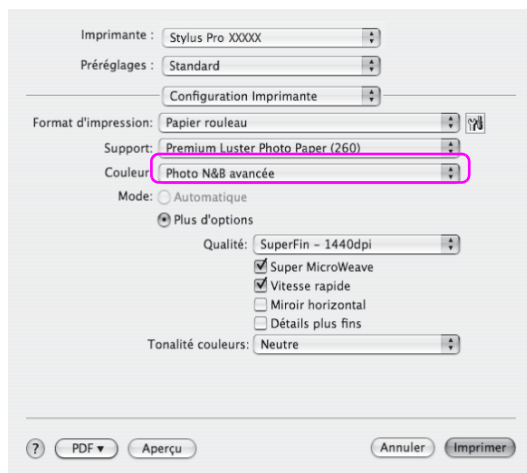 Imprimante : Stylus Pro XXXXX
Préréglages : Standard
Configuration Imprimante
Format d'impression: Papier rouleau
Support: Premium Luster Photo Paper (260)
Couleur Photo N&B avancée
Mode: Automatique
Plus d'options
Qualité: SuperFin – 1440dpi
Super MicroWeave
Vitesse rapide
Miroir horizontal
Détails plus fins
Tonalité couleurs: Neutre
? PDF Aperçu Annuler Imprimer